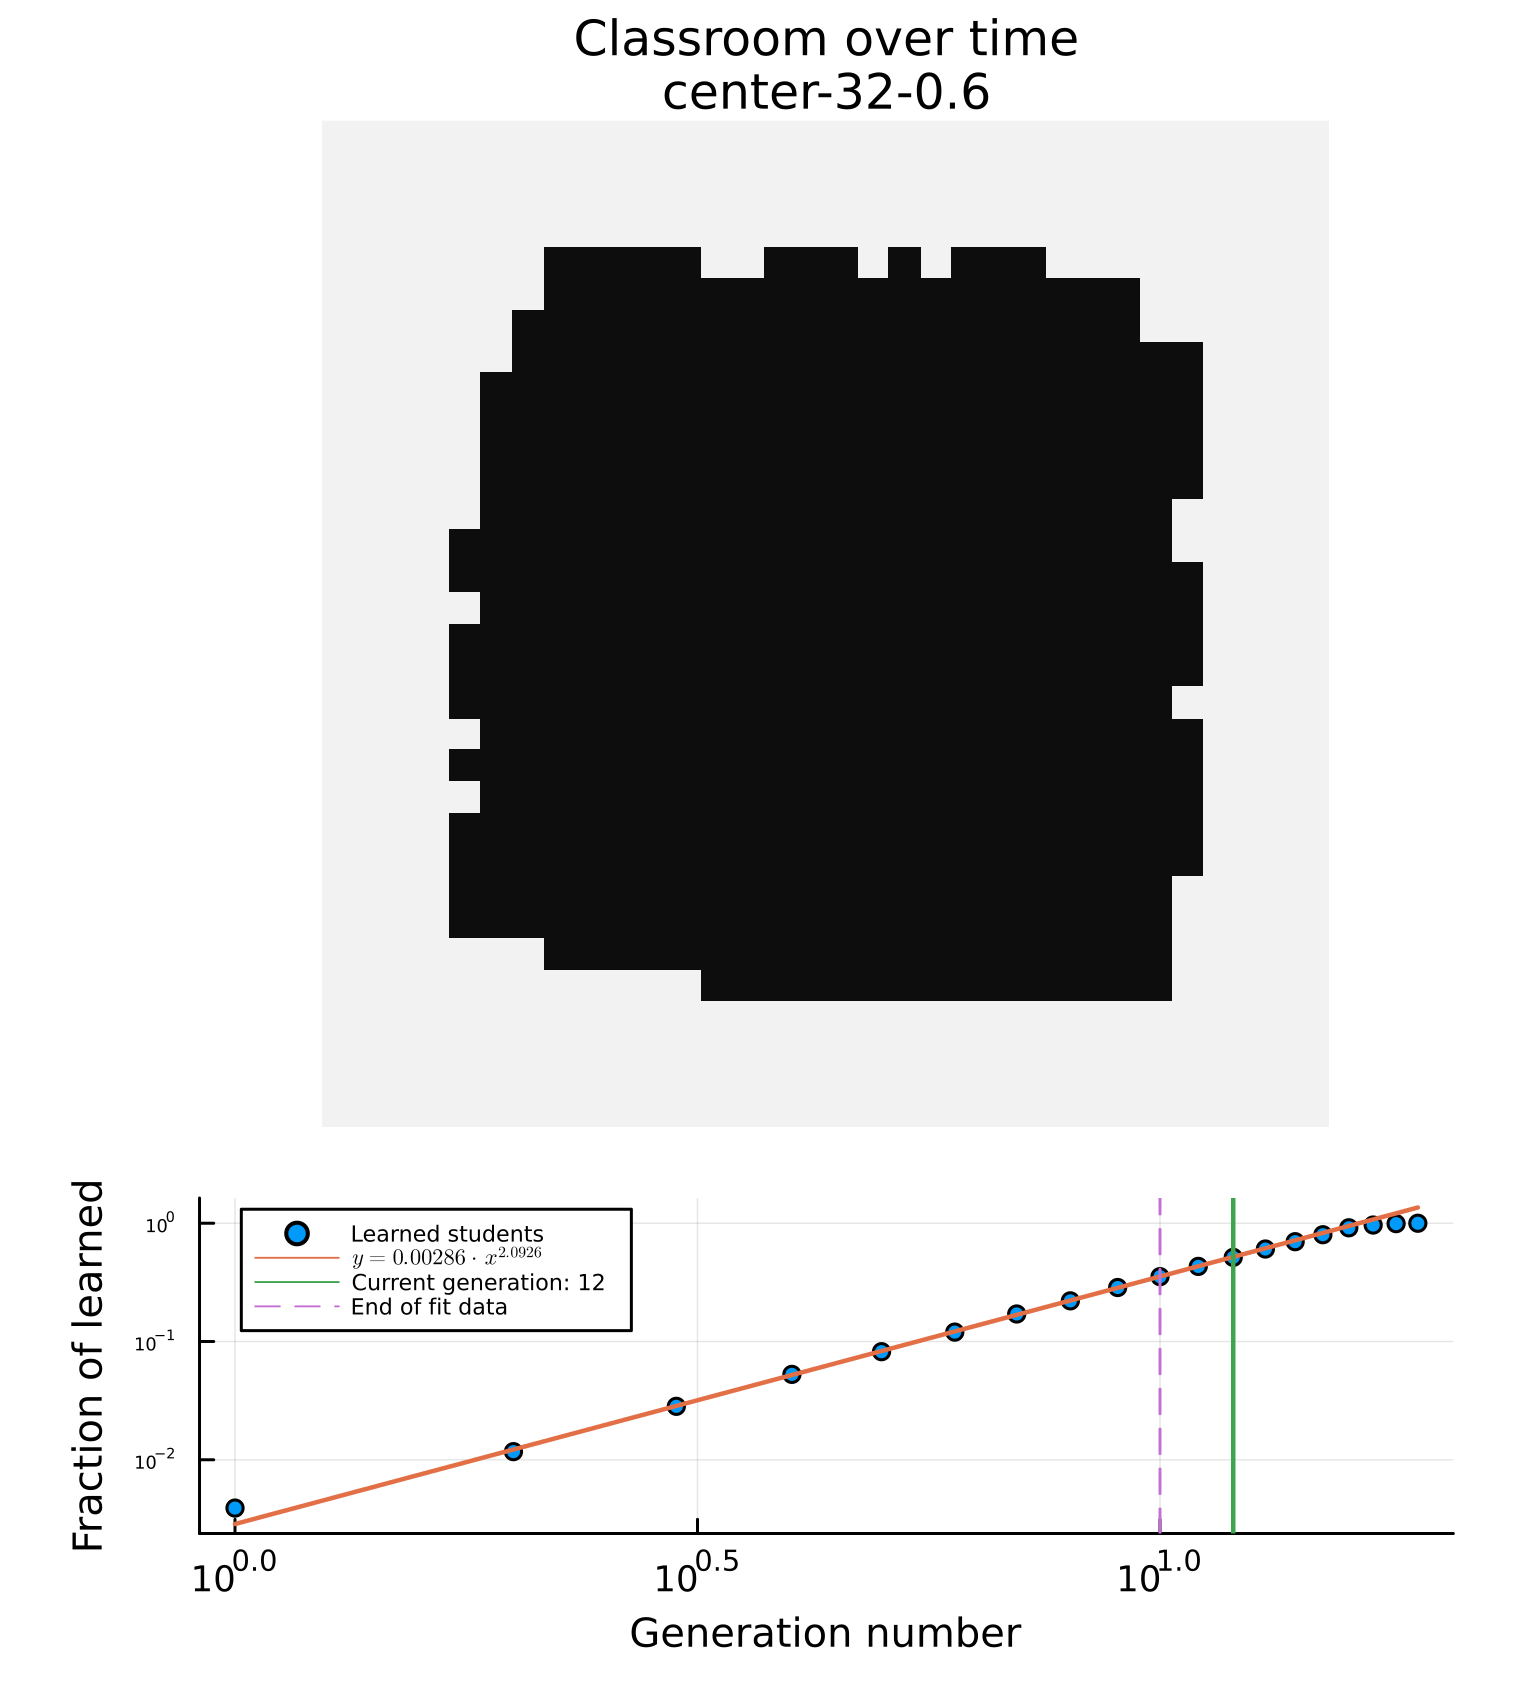 Classroom over time
center-32-0.6
Fraction of learned
10^0
10^−1
10^−2
Learned students
y = 0.00286 · x^2.0926
Current generation: 12
End of fit data
10^0.0 10^0.5 10^1.0
Generation number